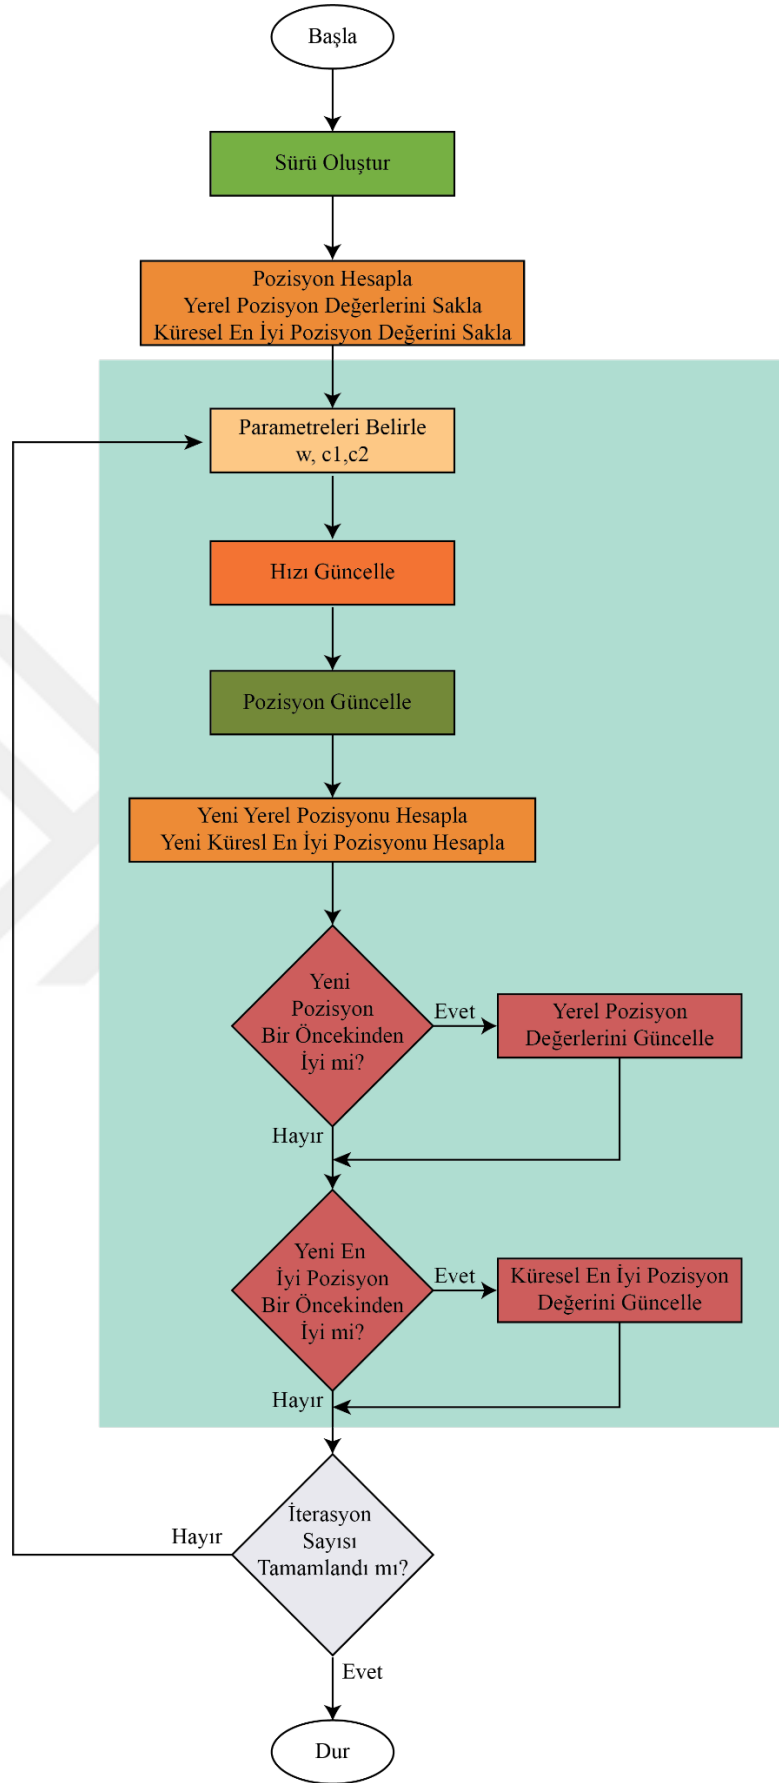 Başla
Sürü Oluştur
Pozisyon Hesapla
Yerel Pozisyon Değerlerini Sakla
Küresel En İyi Pozisyon Değerini Sakla
Parametreleri Belirle
w, c1,c2
Hızı Güncelle
Pozisyon Güncelle
Yeni Yerel Pozisyonu Hesapla
Yeni Küresl En İyi Pozisyonu Hesapla
Yeni
Pozisyon
Bir Öncekinden
İyi mi?
Evet
Yerel Pozisyon
Değerlerini Güncelle
Hayır
Yeni En
İyi Pozisyon
Bir Öncekinden
İyi mi?
Evet
Küresel En İyi Pozisyon
Değerini Güncelle
Hayır
İterasyon
Sayısı
Tamamlandı mı?
Hayır
Evet
Dur